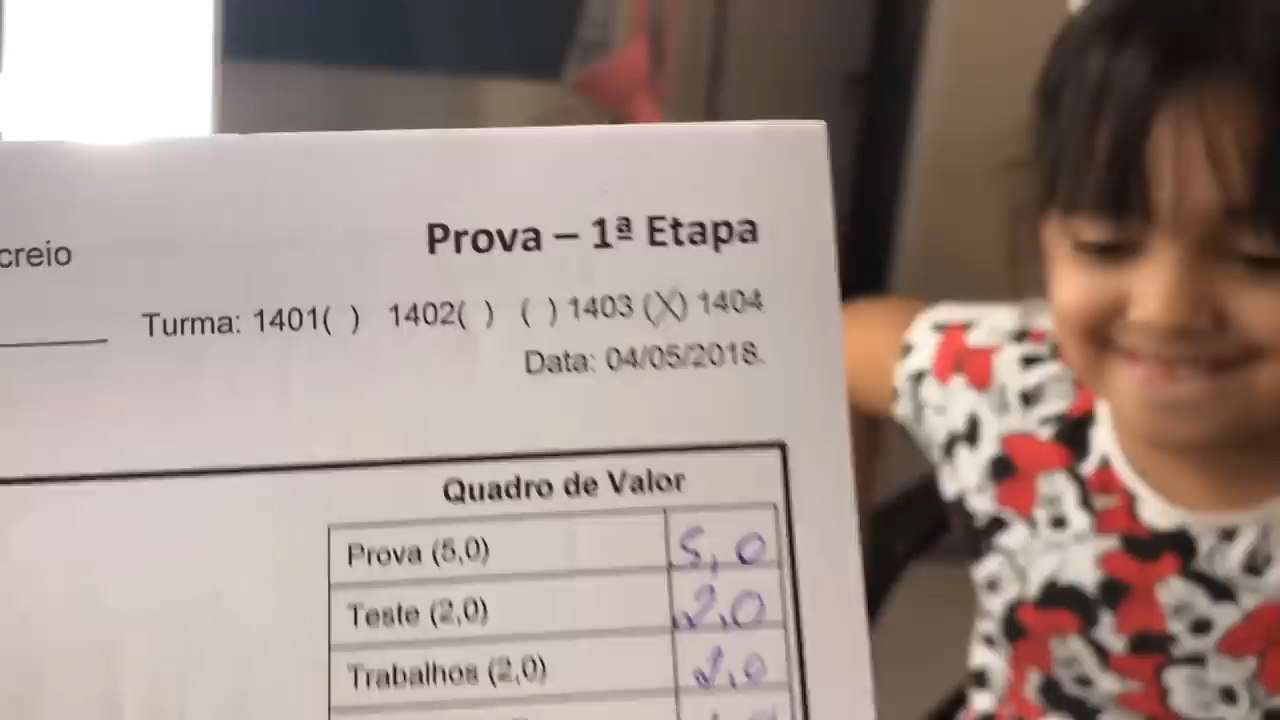 Prova – 1ª Etapa
creio
Turma: 1401( ) 1402( ) ( ) 1403 (X) 1404
Data: 04/05/2018.
Quadro de Valor
Prova (5,0) 5,0
Teste (2,0) 2,0
Trabalhos (2,0) 2,0